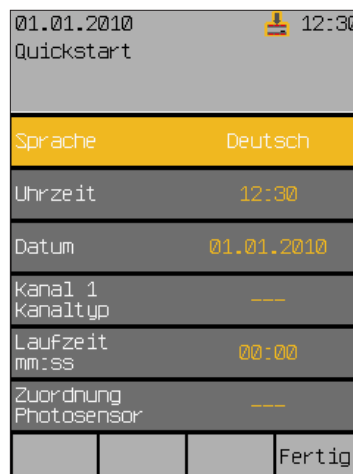 01.01.2010 12:30
Quickstart
Sprache Deutsch
Uhrzeit 12:30
Datum 01.01.2010
Kanal 1 ---
Kanaltyp
Laufzeit 00:00
mm:ss
Zuordnung ---
Photosensor
Fertig